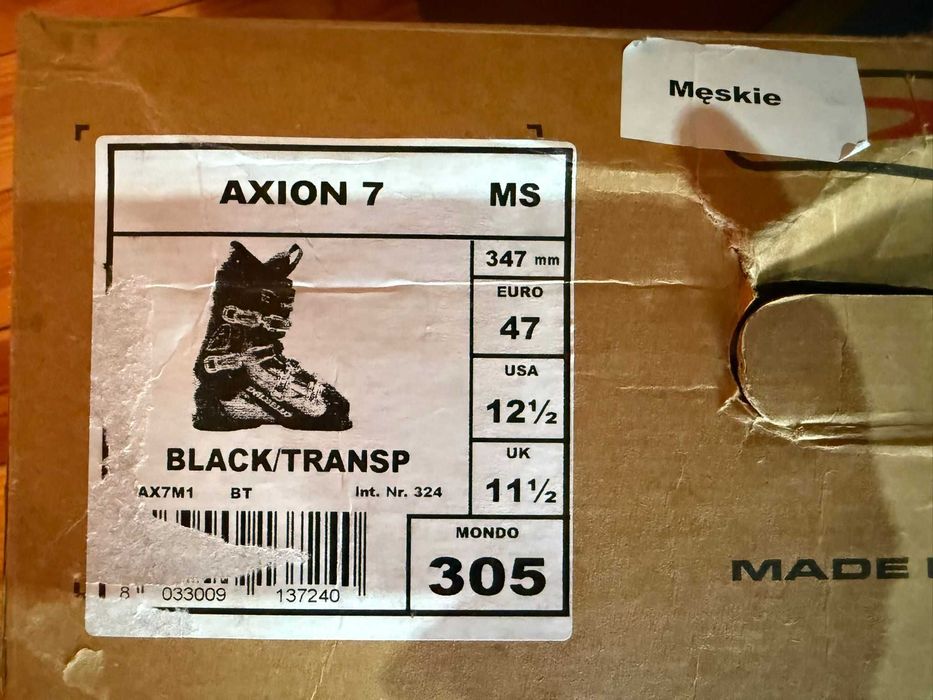 Męskie
AXION 7 MS
347 mm
EURO
47
USA
12½
UK
11½
BLACK/TRANSP
AX7M1 BT Int. Nr. 324
MONDO
305
8 033009 137240
MADE